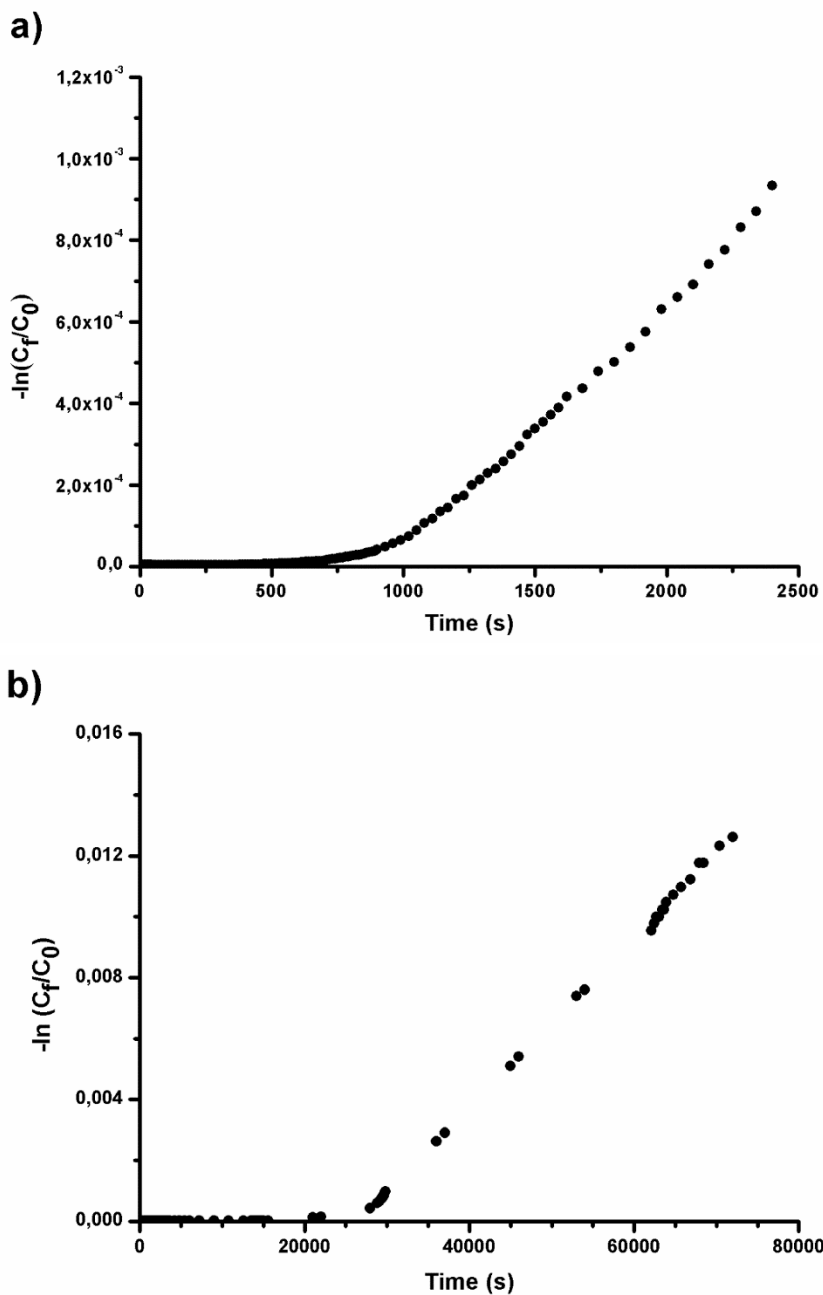 a)
1,2x10-3
1,0x10-3
8,0x10-4
6,0x10-4
4,0x10-4
2,0x10-4
0,0
-ln(Cf/C0)
0 500 1000 1500 2000 2500
Time (s)
b)
0,016
0,012
0,008
0,004
0,000
-ln (Cf/C0)
0 20000 40000 60000 80000
Time (s)